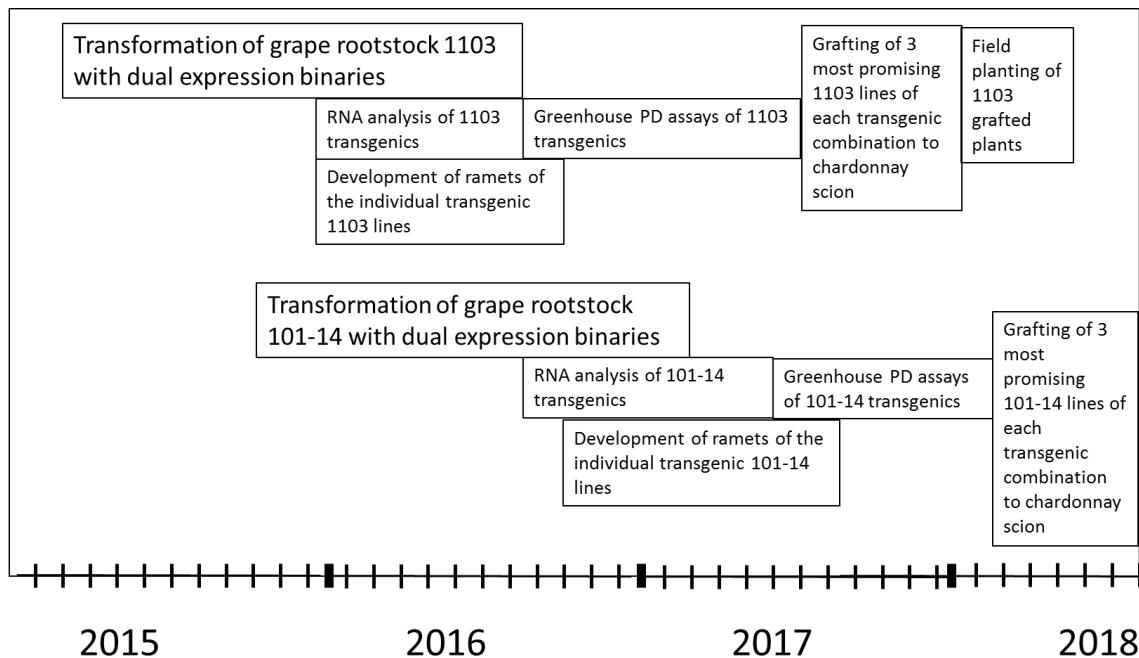 Transformation of grape rootstock 1103
with dual expression binaries
Grafting of 3
most promising
1103 lines of
each transgenic
combination to
chardonnay
scion
Field
planting of
1103
grafted
plants
RNA analysis of 1103
transgenics
Greenhouse PD assays of 1103
transgenics
Development of ramets of
the individual transgenic
1103 lines
Transformation of grape rootstock
101-14 with dual expression binaries
Grafting of 3
most
promising
101-14 lines of
each
transgenic
combination
to chardonnay
scion
RNA analysis of 101-14
transgenics
Greenhouse PD assays
of 101-14 transgenics
Development of ramets of the
individual transgenic 101-14
lines
2015 2016 2017 2018